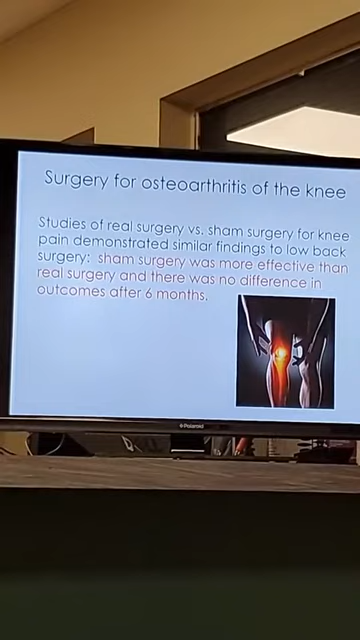 Surgery for osteoarthritis of the knee
Studies of real surgery vs. sham surgery for knee
pain demonstrated similar findings to low back
surgery: sham surgery was more effective than
real surgery and there was no difference in
outcomes after 6 months.
Polaroid